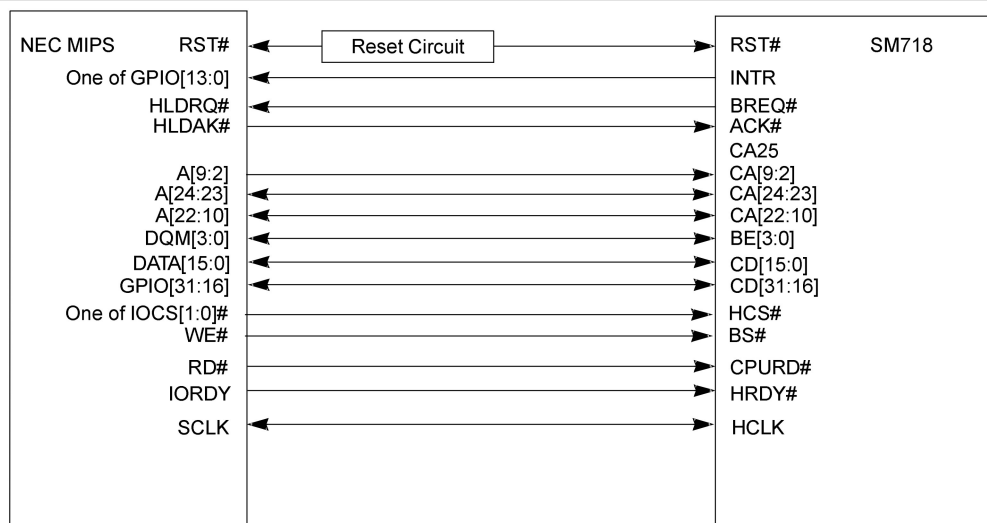 NEC MIPS RST# Reset Circuit RST# SM718
One of GPIO[13:0] INTR
HLDRQ# BREQ#
HLDAK# ACK#
CA25
A[9:2] CA[9:2]
A[24:23] CA[24:23]
A[22:10] CA[22:10]
DQM[3:0] BE[3:0]
DATA[15:0] CD[15:0]
GPIO[31:16] CD[31:16]
One of IOCS[1:0]# HCS#
WE# BS#
RD# CPURD#
IORDY HRDY#
SCLK HCLK